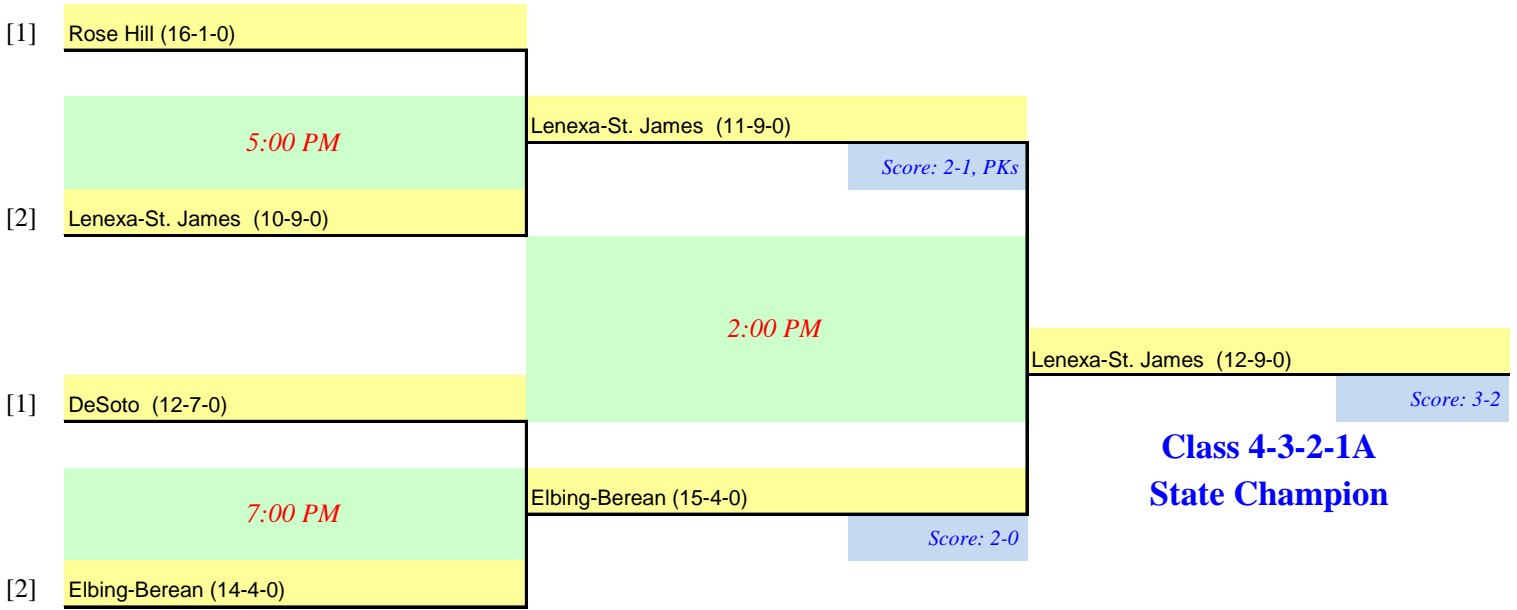 [1] Rose Hill (16-1-0)
5:00 PM
Lenexa-St. James (11-9-0)
Score: 2-1, PKs
[2] Lenexa-St. James (10-9-0)
2:00 PM
Lenexa-St. James (12-9-0)
Score: 3-2
[1] DeSoto (12-7-0)
Class 4-3-2-1A
State Champion
7:00 PM
Elbing-Berean (15-4-0)
Score: 2-0
[2] Elbing-Berean (14-4-0)